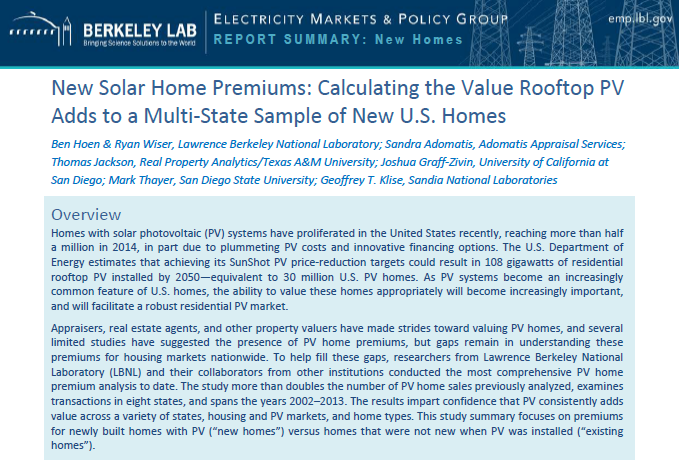 BERKELEY LAB
Bringing Science Solutions to the World
ELECTRICITY MARKETS & POLICY GROUP
REPORT SUMMARY: New Homes
emp.lbl.gov
New Solar Home Premiums: Calculating the Value Rooftop PV
Adds to a Multi-State Sample of New U.S. Homes
Ben Hoen & Ryan Wiser, Lawrence Berkeley National Laboratory; Sandra Adomatis, Adomatis Appraisal Services;
Thomas Jackson, Real Property Analytics/Texas A&M University; Joshua Graff-Zivin, University of California at
San Diego; Mark Thayer, San Diego State University; Geoffrey T. Klise, Sandia National Laboratories
Overview
Homes with solar photovoltaic (PV) systems have proliferated in the United States recently, reaching more than half
a million in 2014, in part due to plummeting PV costs and innovative financing options. The U.S. Department of
Energy estimates that achieving its SunShot PV price-reduction targets could result in 108 gigawatts of residential
rooftop PV installed by 2050—equivalent to 30 million U.S. PV homes. As PV systems become an increasingly
common feature of U.S. homes, the ability to value these homes appropriately will become increasingly important,
and will facilitate a robust residential PV market.
Appraisers, real estate agents, and other property valuers have made strides toward valuing PV homes, and several
limited studies have suggested the presence of PV home premiums, but gaps remain in understanding these
premiums for housing markets nationwide. To help fill these gaps, researchers from Lawrence Berkeley National
Laboratory (LBNL) and their collaborators from other institutions conducted the most comprehensive PV home
premium analysis to date. The study more than doubles the number of PV home sales previously analyzed, examines
transactions in eight states, and spans the years 2002–2013. The results impart confidence that PV consistently adds
value across a variety of states, housing and PV markets, and home types. This study summary focuses on premiums
for newly built homes with PV (“new homes”) versus homes that were not new when PV was installed (“existing
homes”).